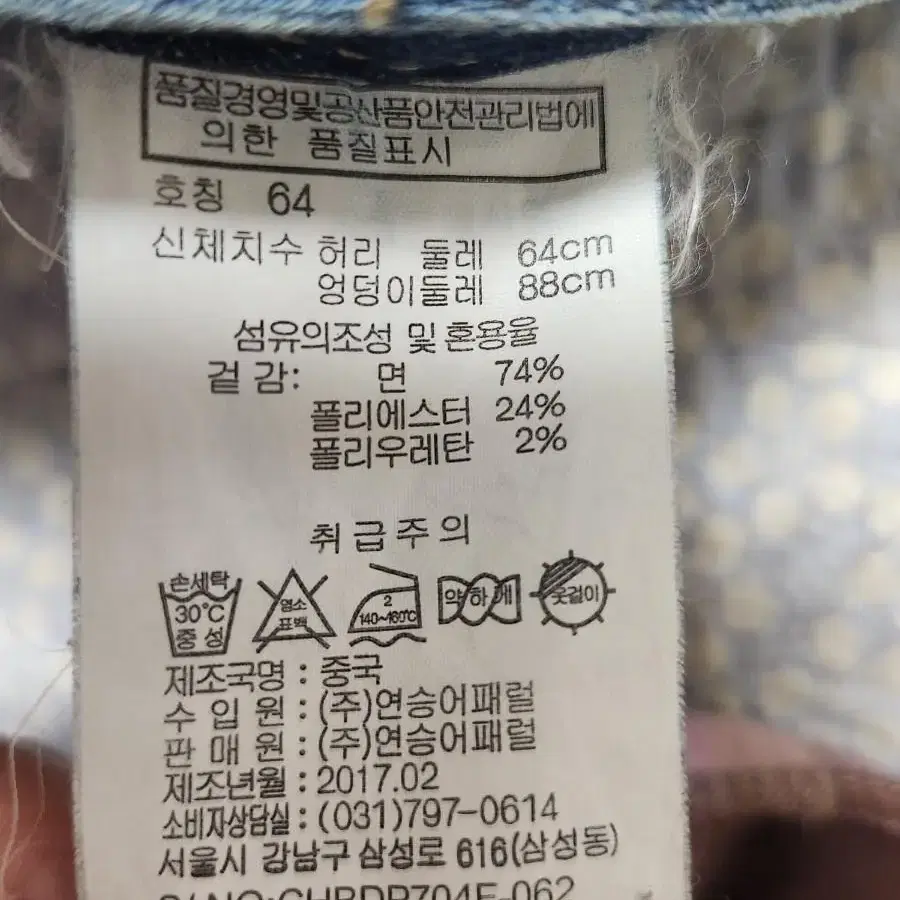 품질경영및공산품안전관리법에
의한 품질표시
호칭 64
신체치수 허리 둘레 64cm
엉덩이둘레 88cm
섬유의조성 및 혼용율
겉 감: 면 74%
폴리에스터 24%
폴리우레탄 2%
취급주의
손세탁 30℃ 중성
염소 표백
2 140~160℃
약하게
옷걸이
제조국명 : 중국
수 입 원 : (주)연승어패럴
판 매 원 : (주)연승어패럴
제조년월 : 2017.02
소비자상담실 : (031)797-0614
서울시 강남구 삼성로 616(삼성동)